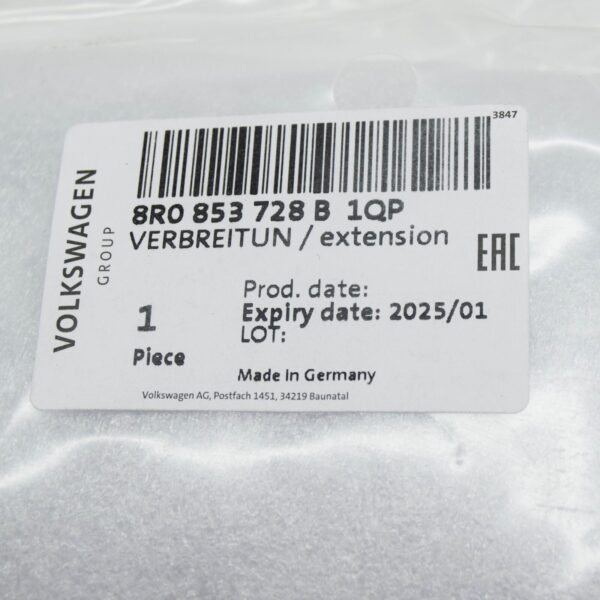 3847
VOLKSWAGEN
GROUP
8R0 853 728 B 1QP
VERBREITUN / extension
EAC
1
Piece
Prod. date:
Expiry date: 2025/01
LOT:
Made In Germany
Volkswagen AG, Postfach 1451, 34219 Baunatal